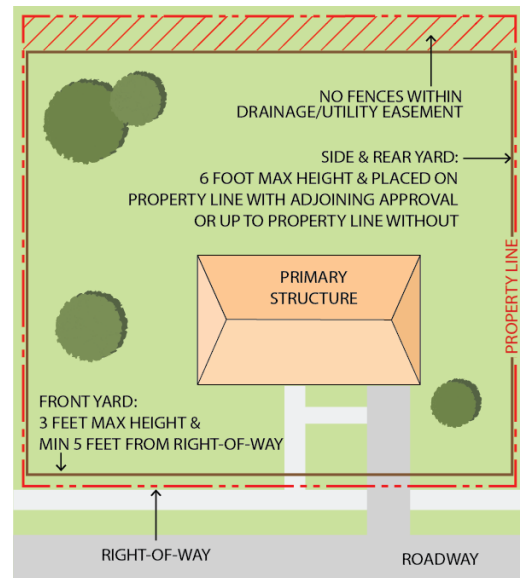 NO FENCES WITHIN
DRAINAGE/UTILITY EASEMENT
SIDE & REAR YARD:
6 FOOT MAX HEIGHT & PLACED ON
PROPERTY LINE WITH ADJOINING APPROVAL
OR UP TO PROPERTY LINE WITHOUT
PROPERTY LINE
PRIMARY
STRUCTURE
FRONT YARD:
3 FEET MAX HEIGHT &
MIN 5 FEET FROM RIGHT-OF-WAY
RIGHT-OF-WAY
ROADWAY